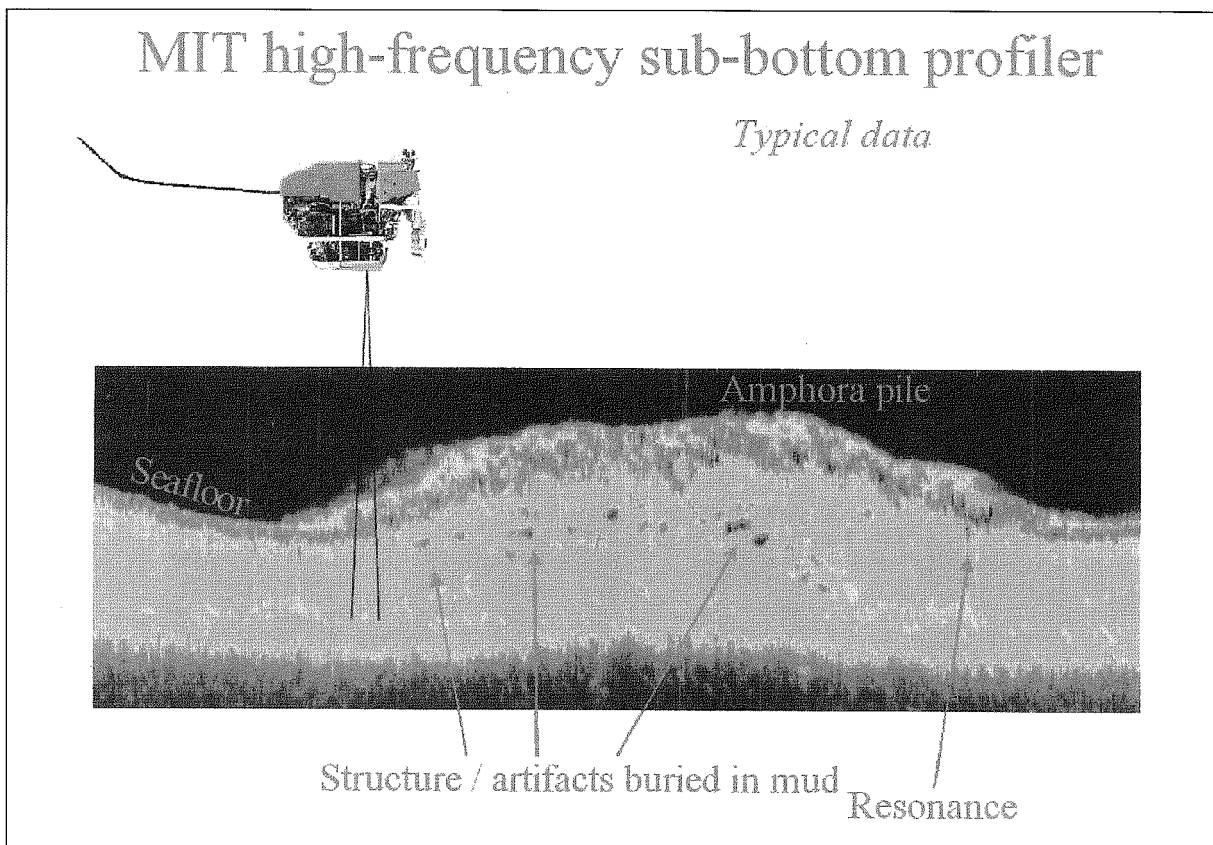 MIT high-frequency sub-bottom profiler
Typical data
Amphora pile
Seafloor
Structure / artifacts buried in mud
Resonance